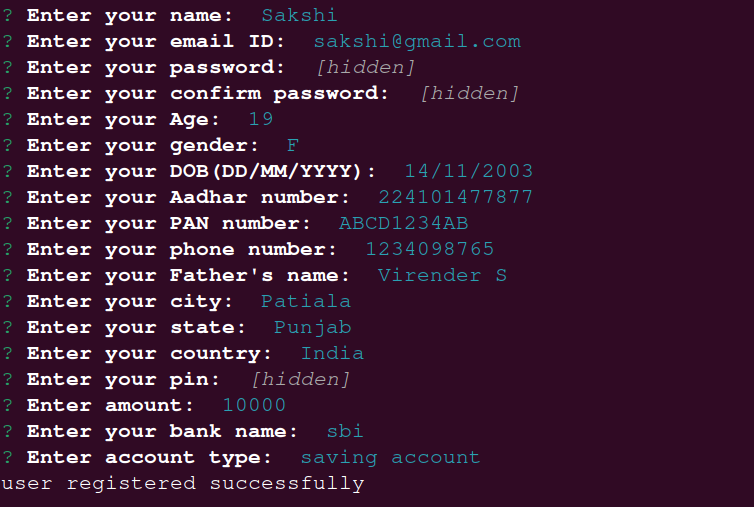 ? Enter your name: Sakshi
? Enter your email ID: sakshi@gmail.com
? Enter your password: [hidden]
? Enter your confirm password: [hidden]
? Enter your Age: 19
? Enter your gender: F
? Enter your DOB(DD/MM/YYYY): 14/11/2003
? Enter your Aadhar number: 224101477877
? Enter your PAN number: ABCD1234AB
? Enter your phone number: 1234098765
? Enter your Father's name: Virender S
? Enter your city: Patiala
? Enter your state: Punjab
? Enter your country: India
? Enter your pin: [hidden]
? Enter amount: 10000
? Enter your bank name: sbi
? Enter account type: saving account
user registered successfully